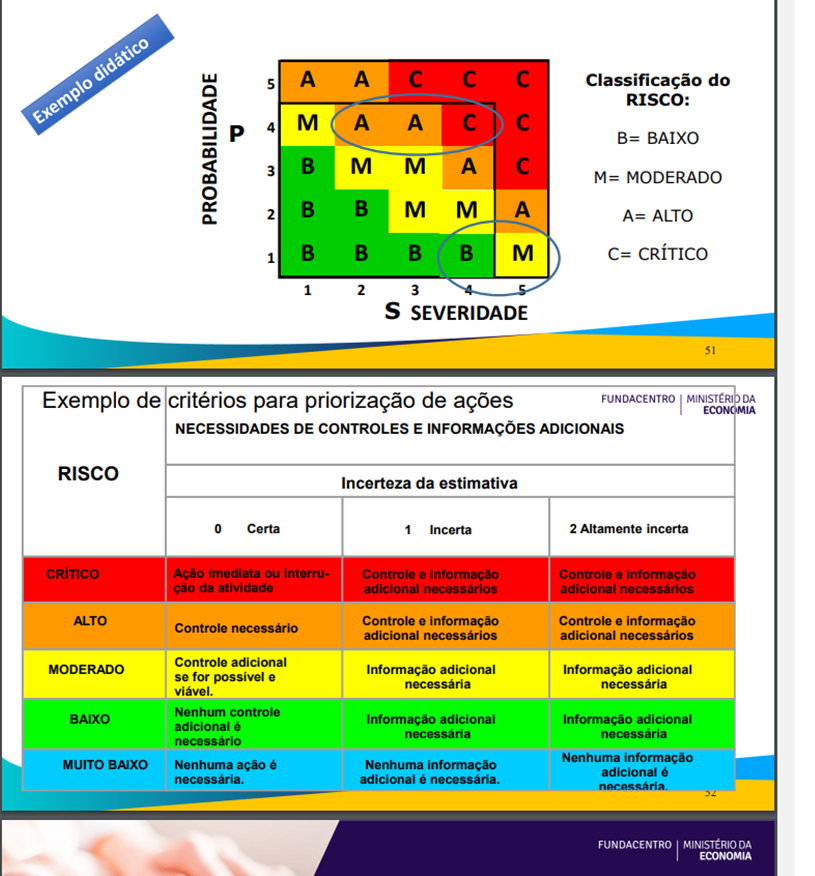 Exemplo didático
PROBABILIDADE
P
5 A A C C C
4 M A A C C
3 B M M A C
2 B B M M A
1 B B B B M
1 2 3 4 5
S SEVERIDADE
Classificação do
RISCO:
B= BAIXO
M= MODERADO
A= ALTO
C= CRÍTICO
51
Exemplo de critérios para priorização de ações
FUNDACENTRO | MINISTÉRIO DA
ECONOMIA
NECESSIDADES DE CONTROLES E INFORMAÇÕES ADICIONAIS
RISCO
Incerteza da estimativa
0 Certa
1 Incerta
2 Altamente incerta
CRÍTICO
Ação imediata ou interru-
ção da atividade
Controle e informação
adicional necessários
Controle e informação
adicional necessários
ALTO
Controle necessário
Controle e informação
adicional necessários
Controle e informação
adicional necessários
MODERADO
Controle adicional
se for possível e
viável.
Informação adicional
necessária
Informação adicional
necessária
BAIXO
Nenhum controle
adicional é
necessário
Informação adicional
necessária
Informação adicional
necessária
MUITO BAIXO
Nenhuma ação é
necessária.
Nenhuma informação
adicional é necessária.
Nenhuma informação
adicional é
necessária.
52
FUNDACENTRO | MINISTÉRIO DA
ECONOMIA